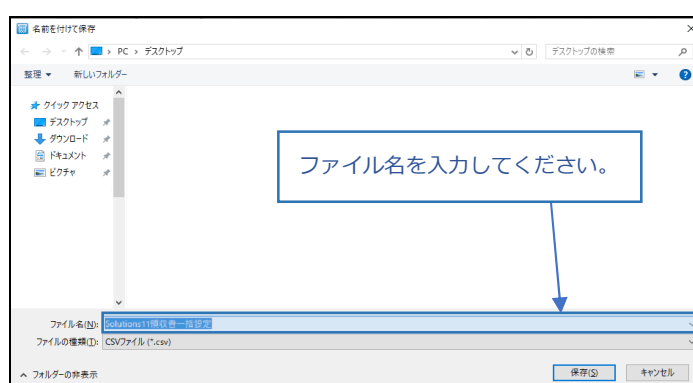 名前を付けて保存
PC › デスクトップ
デスクトップの検索
整理 新しいフォルダー
クイック アクセス
デスクトップ
ダウンロード
ドキュメント
ピクチャ
ファイル名を入力してください。
ファイル名(N): Solutions11領収書一括設定
ファイルの種類(T): CSVファイル (*.csv)
フォルダーの非表示
保存(S) キャンセル